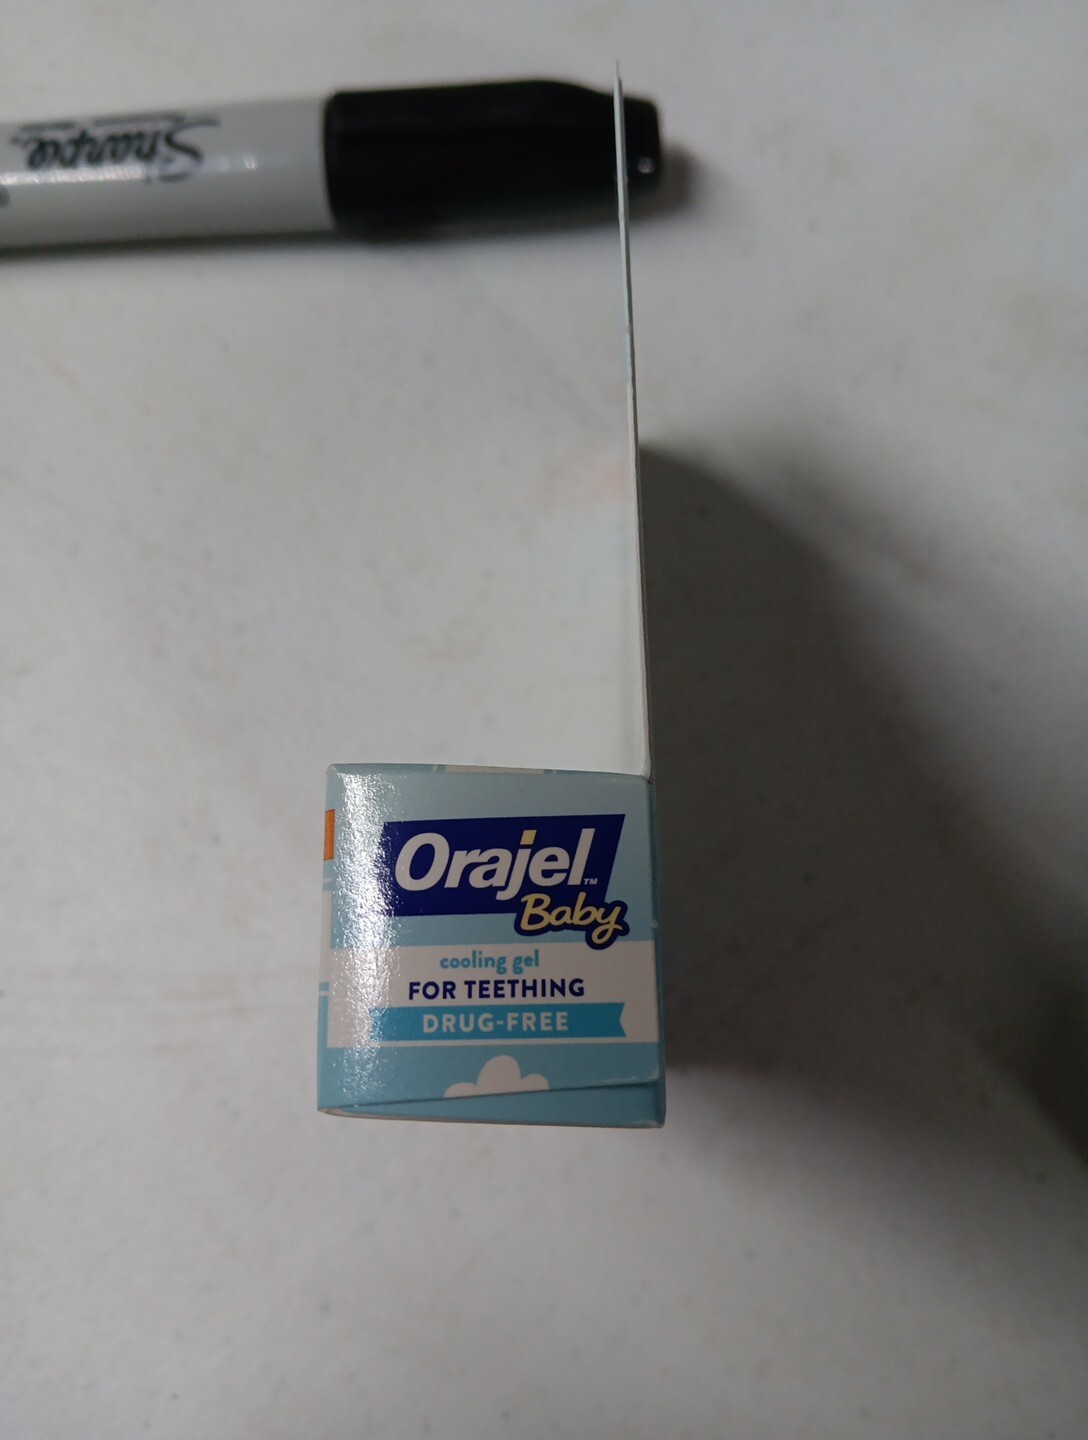 Sharpie
Orajel™
Baby
cooling gel
FOR TEETHING
DRUG-FREE